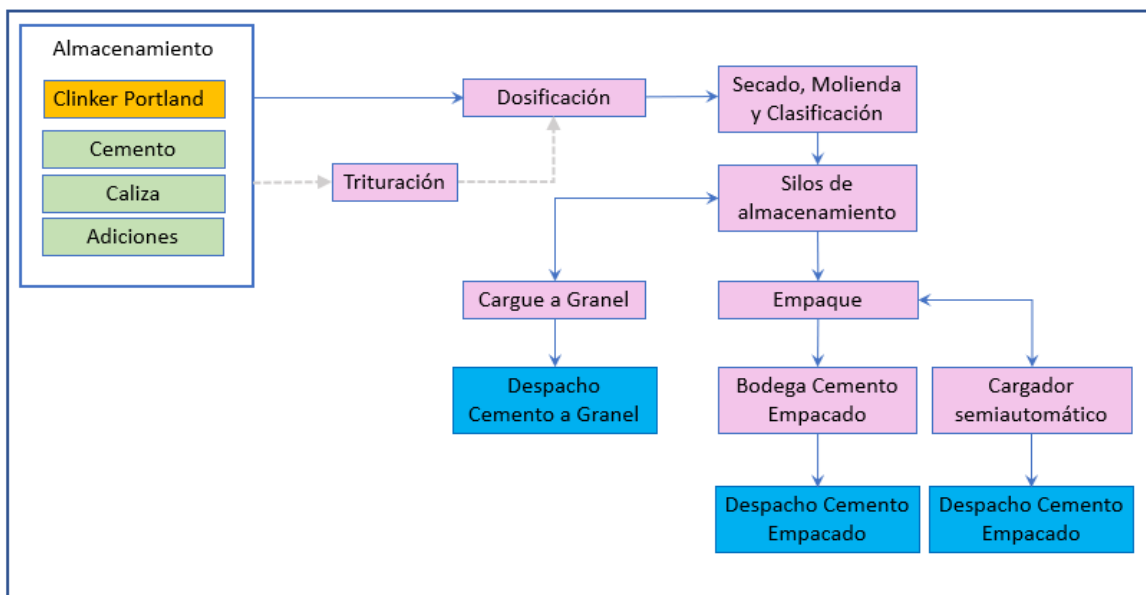 Almacenamiento
Clinker Portland
Cemento
Caliza
Adiciones
Trituración
Dosificación
Secado, Molienda
y Clasificación
Silos de
almacenamiento
Cargue a Granel
Empaque
Despacho
Cemento a Granel
Bodega Cemento
Empacado
Cargador
semiautomático
Despacho Cemento
Empacado
Despacho Cemento
Empacado